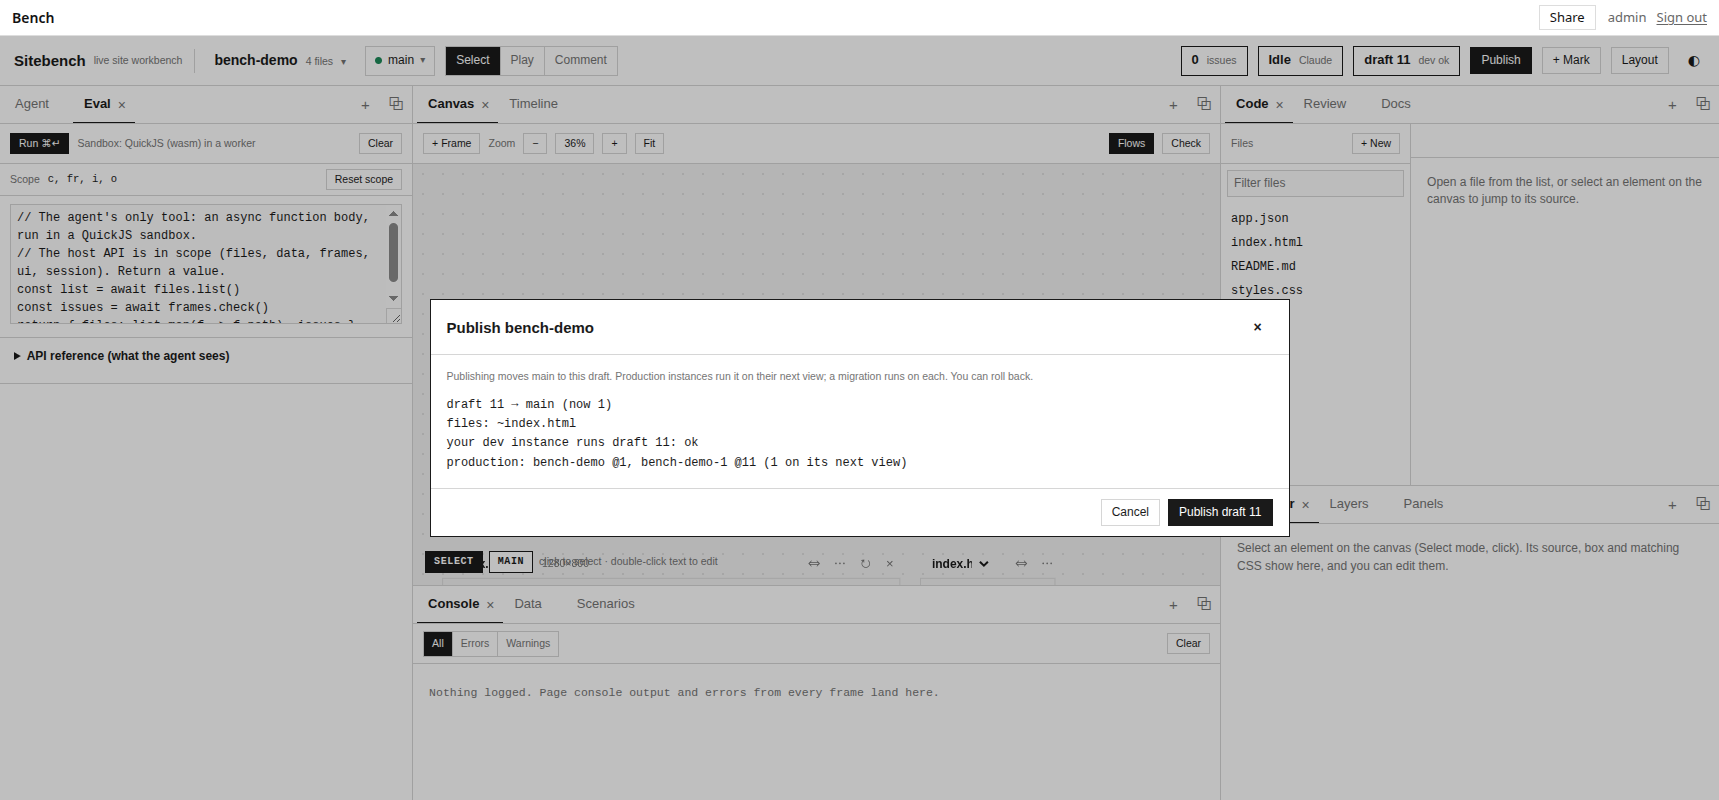 Bench
Share admin Sign out
Sitebench live site workbench bench-demo 4 files ▾ main ▾ Select Play Comment 0 issues Idle Claude draft 11 dev ok Publish + Mark Layout
Agent Eval × + Canvas × Timeline + Code × Review Docs +
Run ⌘↵ Sandbox: QuickJS (wasm) in a worker Clear + Frame Zoom − 36% + Fit Flows Check Files + New
Scope c, fr, i, o Reset scope
Filter files
Open a file from the list, or select an element on the
canvas to jump to its source.
// The agent's only tool: an async function body,
run in a QuickJS sandbox.
// The host API is in scope (files, data, frames,
ui, session). Return a value.
const list = await files.list()
const issues = await frames.check()
app.json
index.html
README.md
styles.css
▶ API reference (what the agent sees)
Publish bench-demo ×
Publishing moves main to this draft. Production instances run it on their next view; a migration runs on each. You can roll back.
draft 11 → main (now 1)
files: ~index.html
your dev instance runs draft 11: ok
production: bench-demo @1, bench-demo-1 @11 (1 on its next view)
Cancel Publish draft 11
r × Layers Panels +
Select an element on the canvas (Select mode, click). Its source, box and matching
CSS show here, and you can edit them.
SELECT MAIN click to select · double-click text to edit ⇔ ⋯ ↻ × index.h ⇔ ⋯
Console × Data Scenarios +
All Errors Warnings Clear
Nothing logged. Page console output and errors from every frame land here.